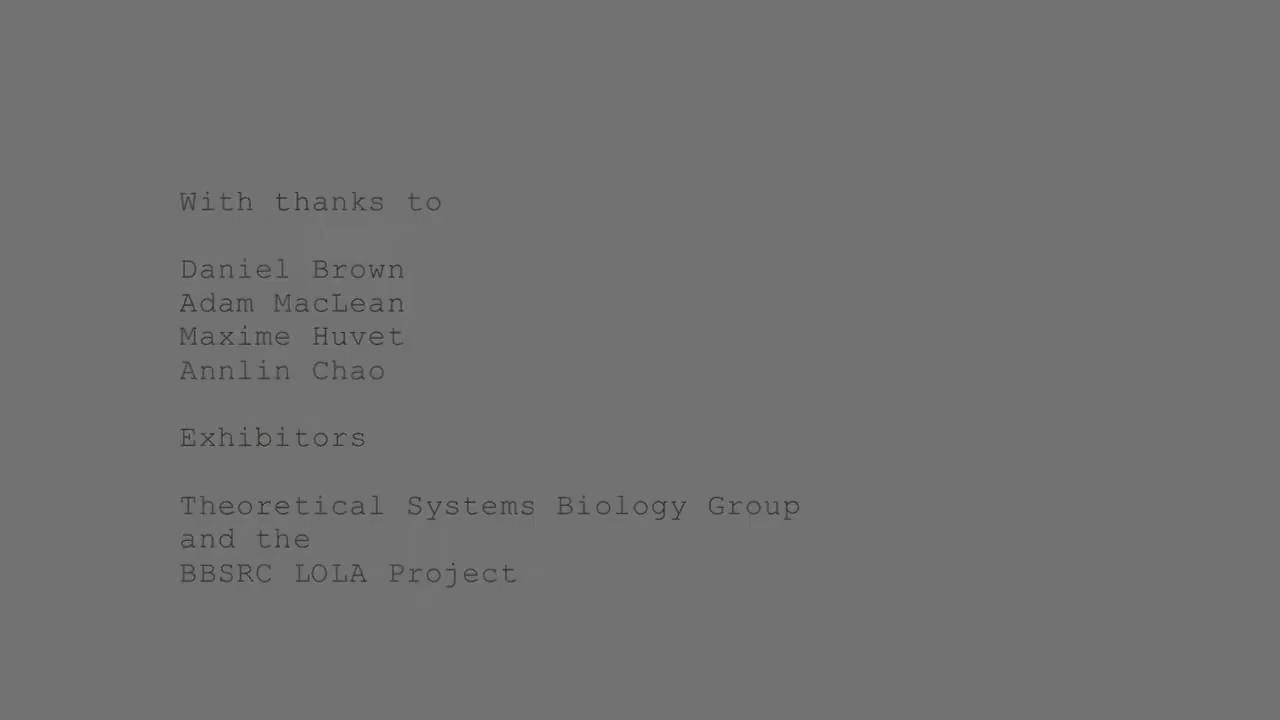 With thanks to
Daniel Brown
Adam MacLean
Maxime Huvet
Annlin Chao
Exhibitors
Theoretical Systems Biology Group
and the
BBSRC LOLA Project